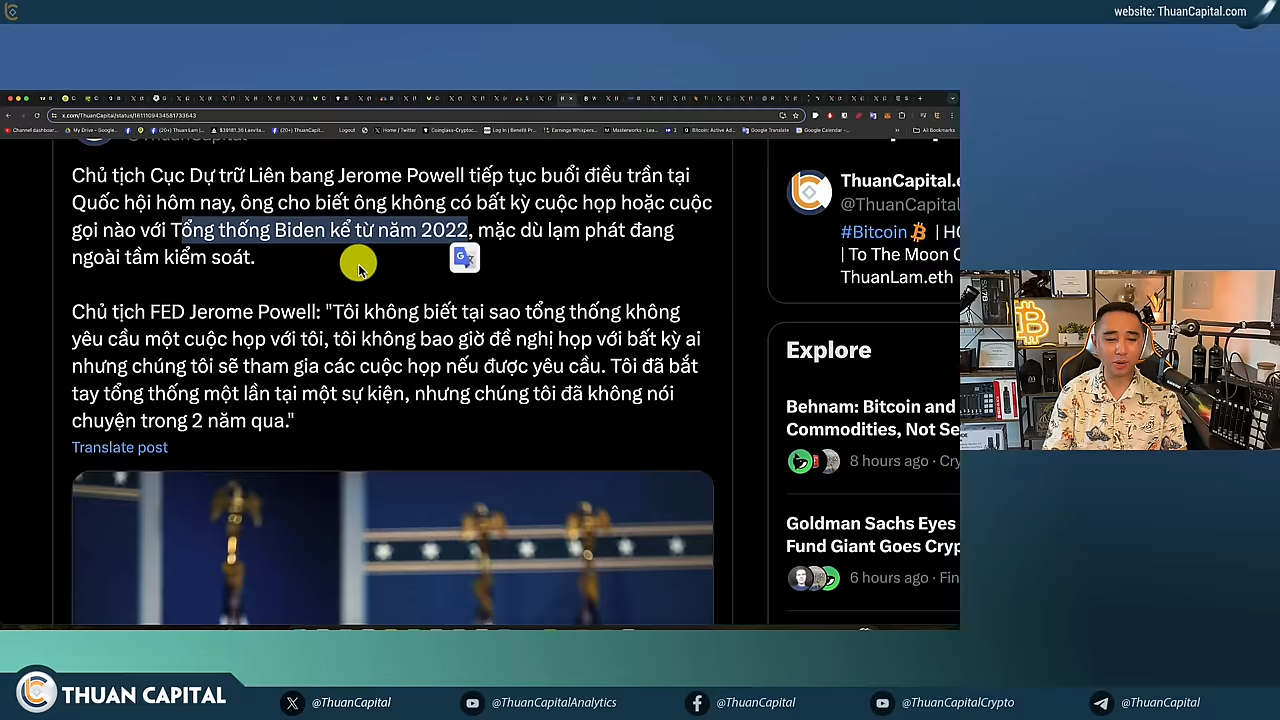 website: ThuanCapital.com
x.com/ThuanCapital/status/1811109434581733643
All Bookmarks
Chủ tịch Cục Dự trữ Liên bang Jerome Powell tiếp tục buổi điều trần tại
Quốc hội hôm nay, ông cho biết ông không có bất kỳ cuộc họp hoặc cuộc
gọi nào với Tổng thống Biden kể từ năm 2022, mặc dù lạm phát đang
ngoài tầm kiểm soát.
Chủ tịch FED Jerome Powell: "Tôi không biết tại sao tổng thống không
yêu cầu một cuộc họp với tôi, tôi không bao giờ đề nghị họp với bất kỳ ai
nhưng chúng tôi sẽ tham gia các cuộc họp nếu được yêu cầu. Tôi đã bắt
tay tổng thống một lần tại một sự kiện, nhưng chúng tôi đã không nói
chuyện trong 2 năm qua."
Translate post
ThuanCapital.e
@ThuanCapital
#Bitcoin | HO
| To The Moon C
ThuanLam.eth
Explore
Behnam: Bitcoin and
Commodities, Not Se
8 hours ago · Cry
Goldman Sachs Eyes
Fund Giant Goes Cryp
6 hours ago · Fin
THUAN CAPITAL
@ThuanCapital
@ThuanCapitalAnalytics
@ThuanCapital
@ThuanCapitalCrypto
@ThuanCapital